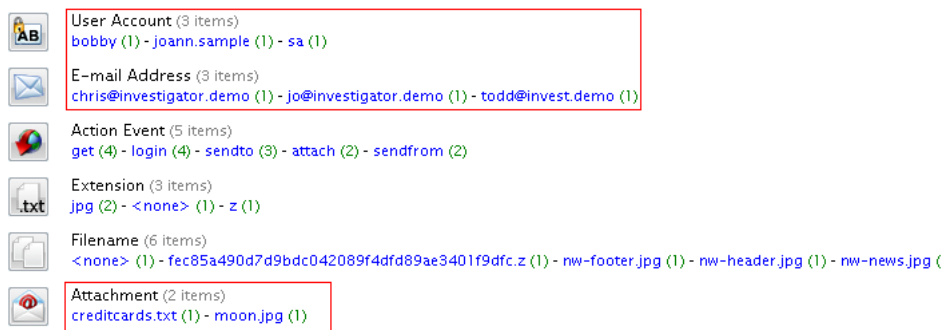 AB
User Account (3 items)
bobby (1) - joann.sample (1) - sa (1)
E-mail Address (3 items)
chris@investigator.demo (1) - jo@investigator.demo (1) - todd@invest.demo (1)
Action Event (5 items)
get (4) - login (4) - sendto (3) - attach (2) - sendfrom (2)
.txt
Extension (3 items)
jpg (2) - <none> (1) - z (1)
Filename (6 items)
<none> (1) - fec85a490d7d9bdc042089f4dfd89ae3401f9dfc.z (1) - nw-footer.jpg (1) - nw-header.jpg (1) - nw-news.jpg (
@
Attachment (2 items)
creditcards.txt (1) - moon.jpg (1)